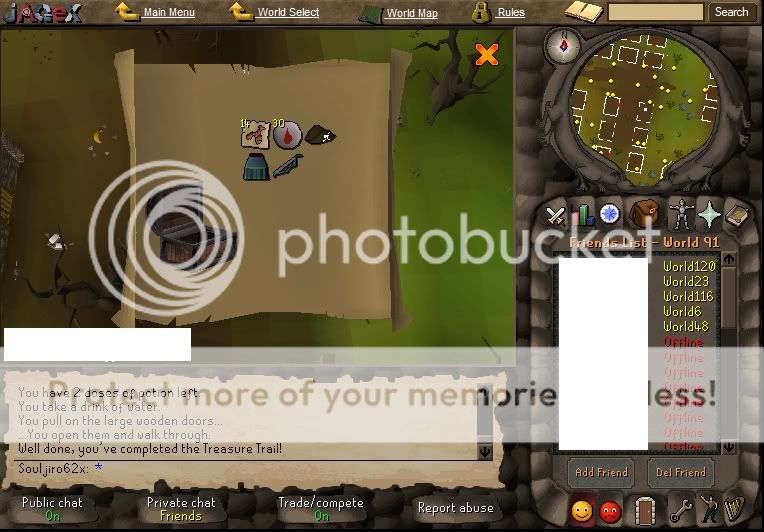 JAGEX Main Menu World Select World Map Rules Search
N
14 30
photobucket
Friends List - World 91
World120
World23
World116
World6
World48
Offline
Offline
Offline
Offline
Offline
Offline
Offline
Offline
Protect more of your memories for less!
You have 2 doses of potion left.
You take a drink of water.
You pull on the large wooden doors...
...You open them and walk through.
Well done, you've completed the Treasure Trail!
Souljiro62x: *
Add Friend Del Friend
Public chat Private chat Trade/compete Report abuse
On Friends On